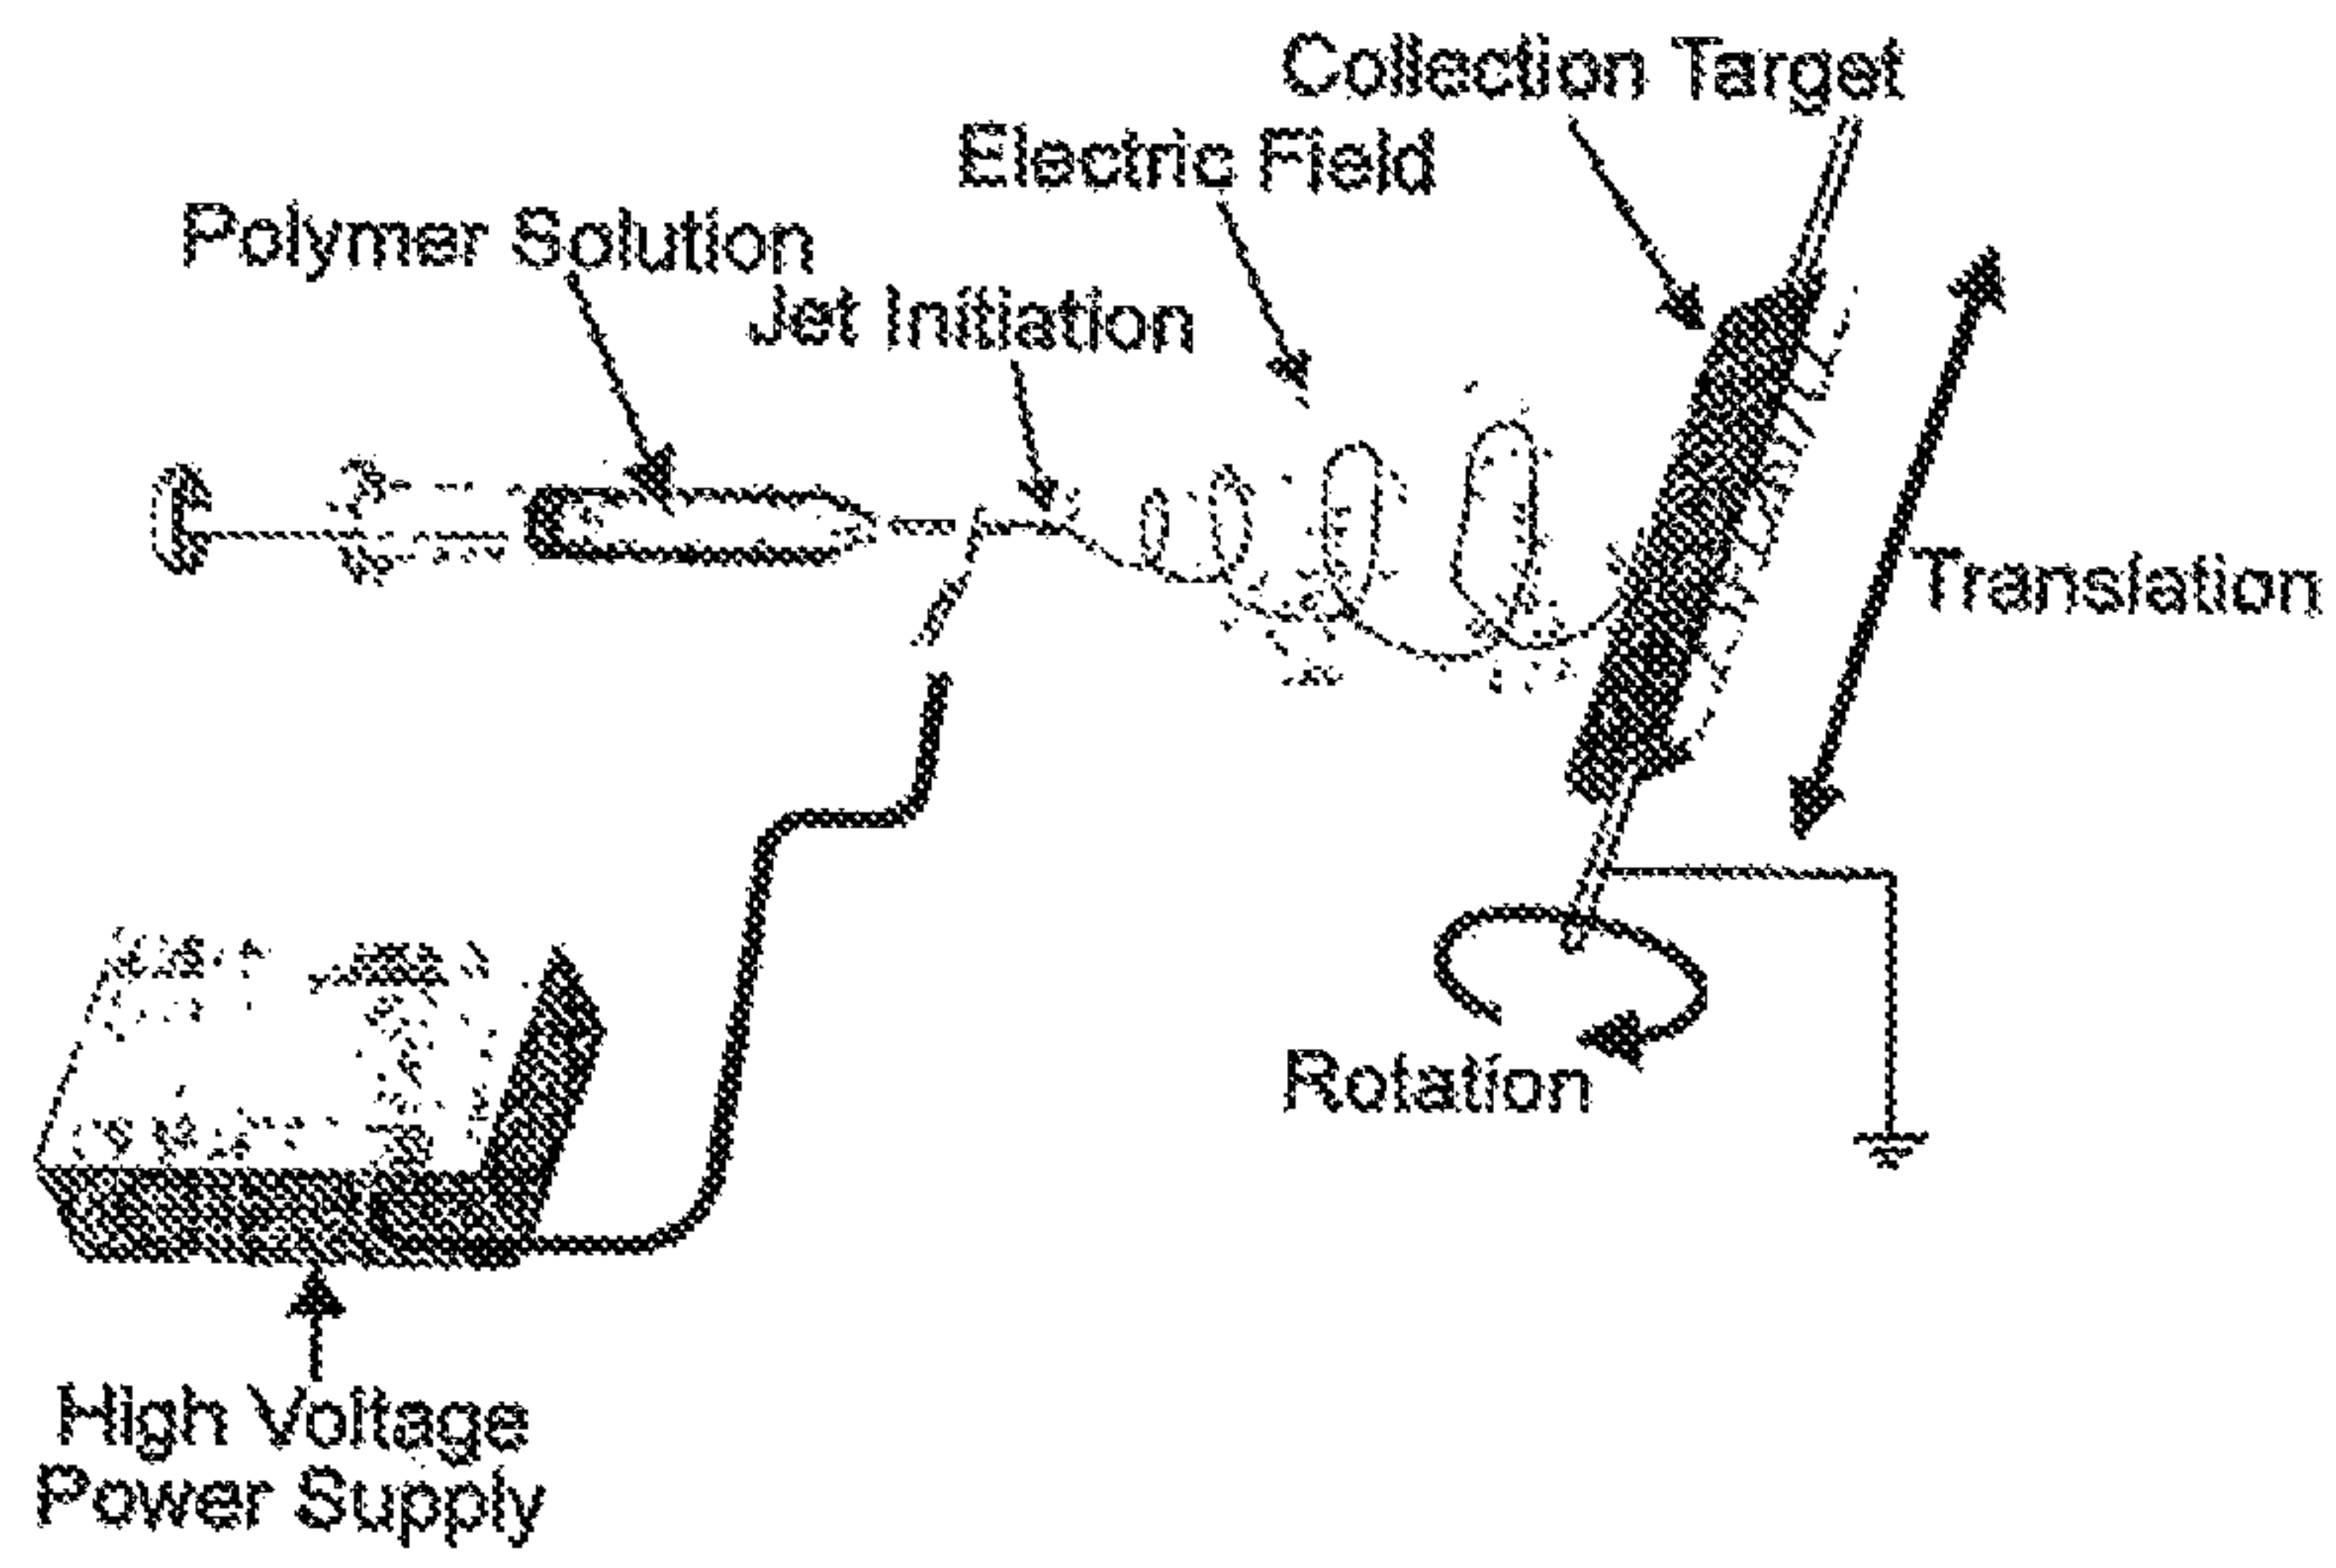 Collection Target
Electric Field
Polymer Solution
Jet Initiation
Translation
Rotation
High Voltage
Power Supply